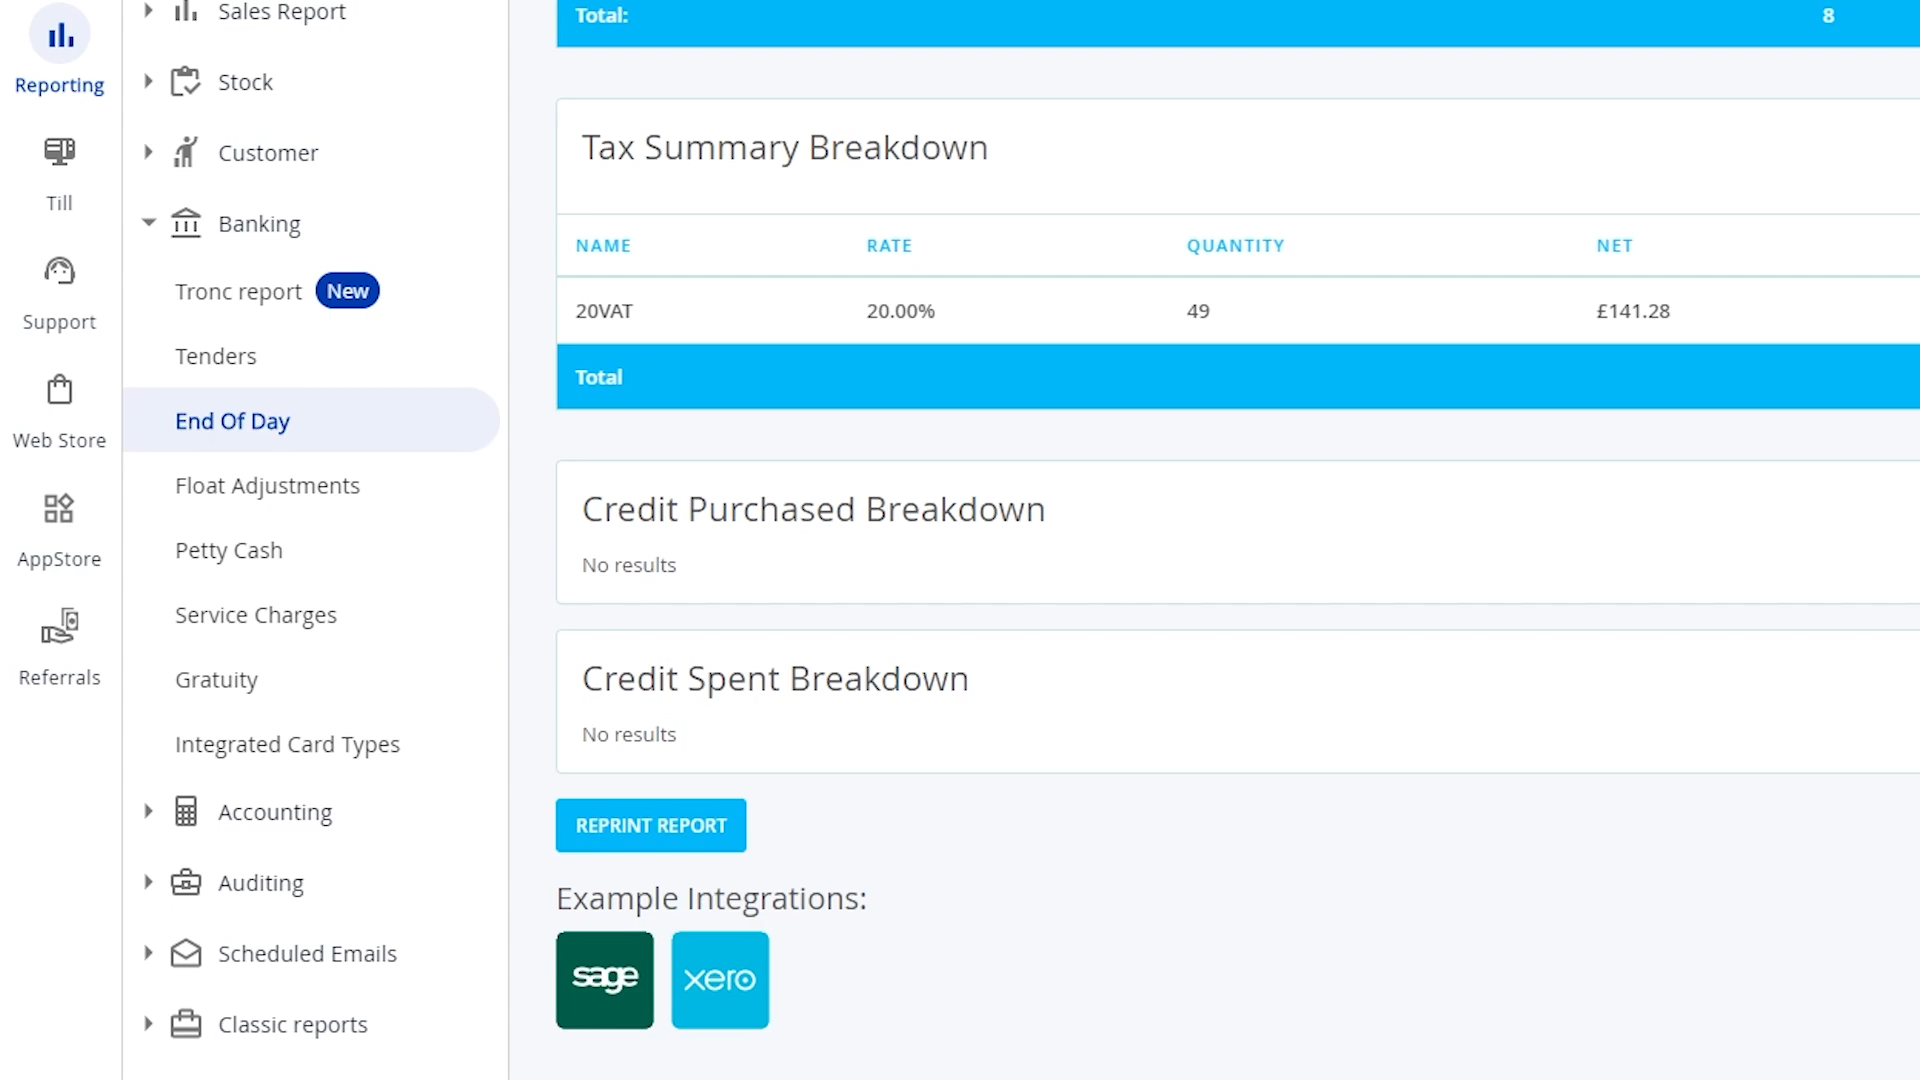 Reporting
Till
Support
Web Store
AppStore
Referrals
Sales Report
Stock
Customer
Banking
Tronc report New
Tenders
End Of Day
Float Adjustments
Petty Cash
Service Charges
Gratuity
Integrated Card Types
Accounting
Auditing
Scheduled Emails
Classic reports
Total: 8
Tax Summary Breakdown
NAME RATE QUANTITY NET
20VAT 20.00% 49 £141.28
Total
Credit Purchased Breakdown
No results
Credit Spent Breakdown
No results
REPRINT REPORT
Example Integrations:
sage xero